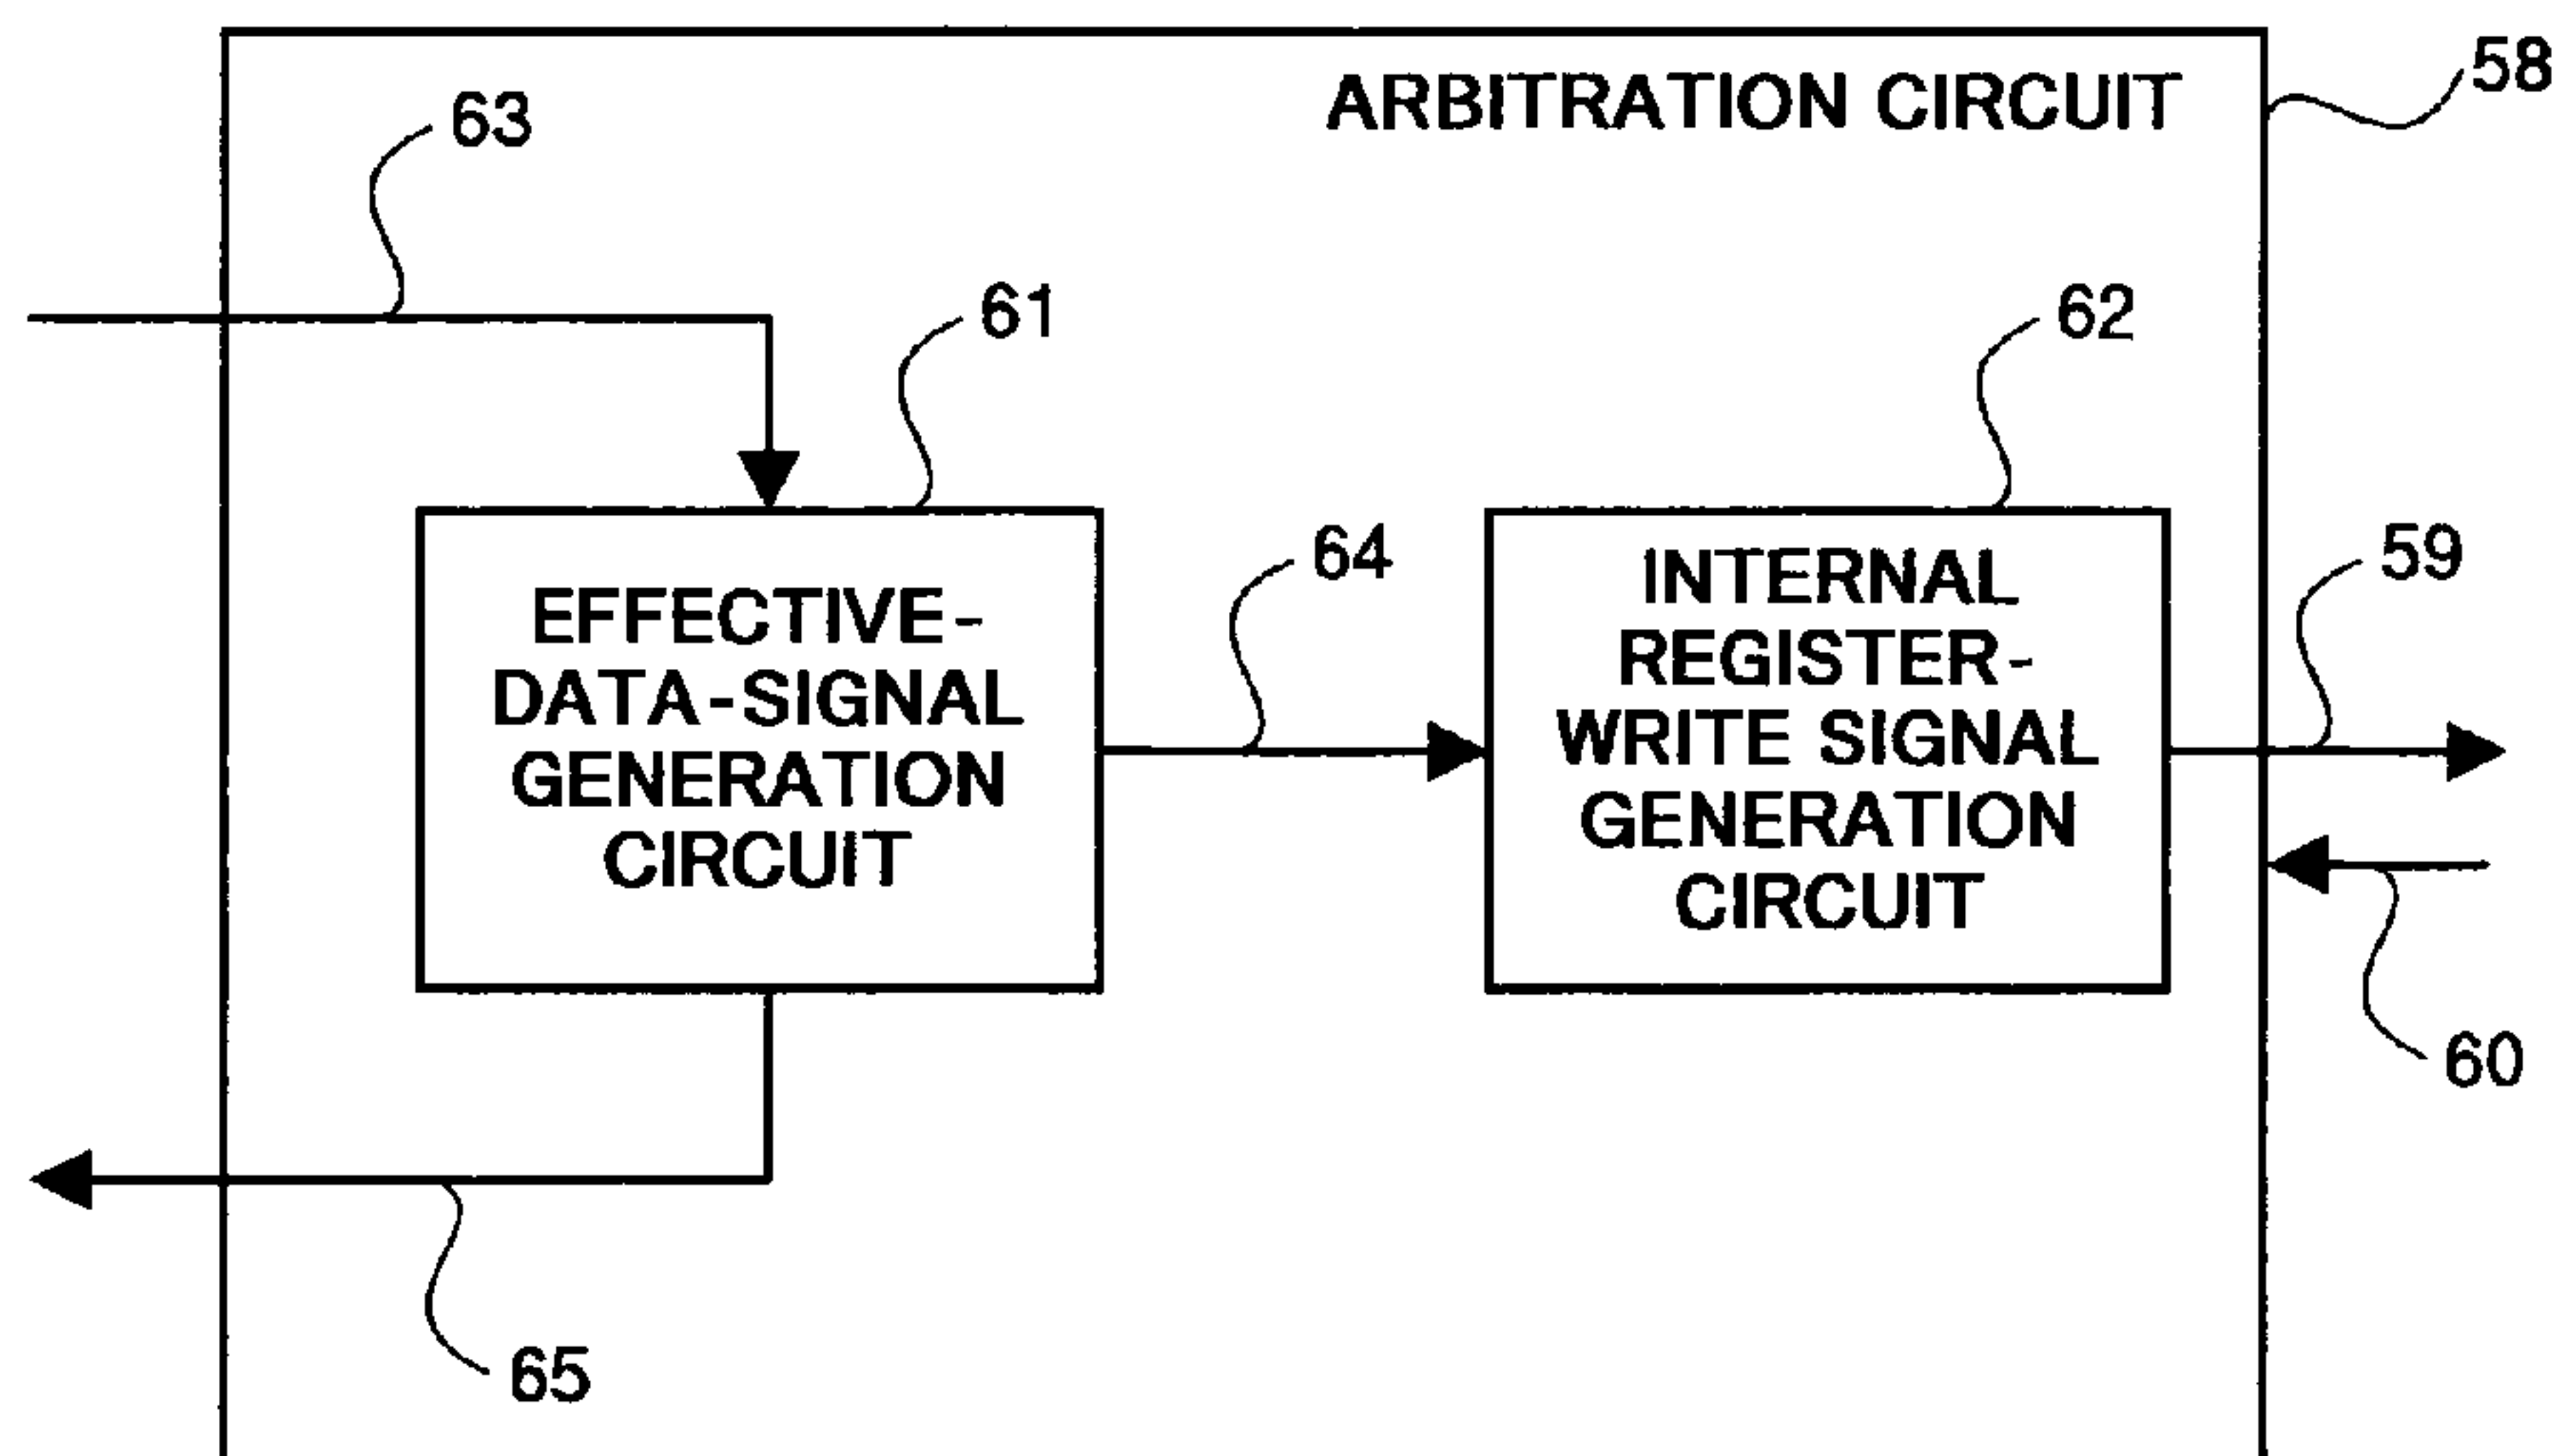 ARBITRATION CIRCUIT
58
63
61
62
EFFECTIVE-
DATA-SIGNAL
GENERATION
CIRCUIT
64
INTERNAL
REGISTER-
WRITE SIGNAL
GENERATION
CIRCUIT
59
60
65